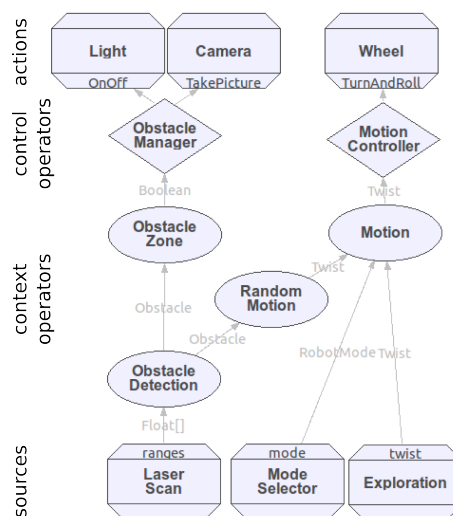 actions
Light
Camera
Wheel
OnOff
TakePicture
TurnAndRoll
control
operators
Obstacle
Manager
Motion
Controller
Boolean
Twist
Obstacle
Zone
Motion
context
operators
Twist
Random
Motion
Obstacle
Obstacle
RobotMode
Twist
Obstacle
Detection
Float[]
sources
ranges
mode
twist
Laser
Scan
Mode
Selector
Exploration